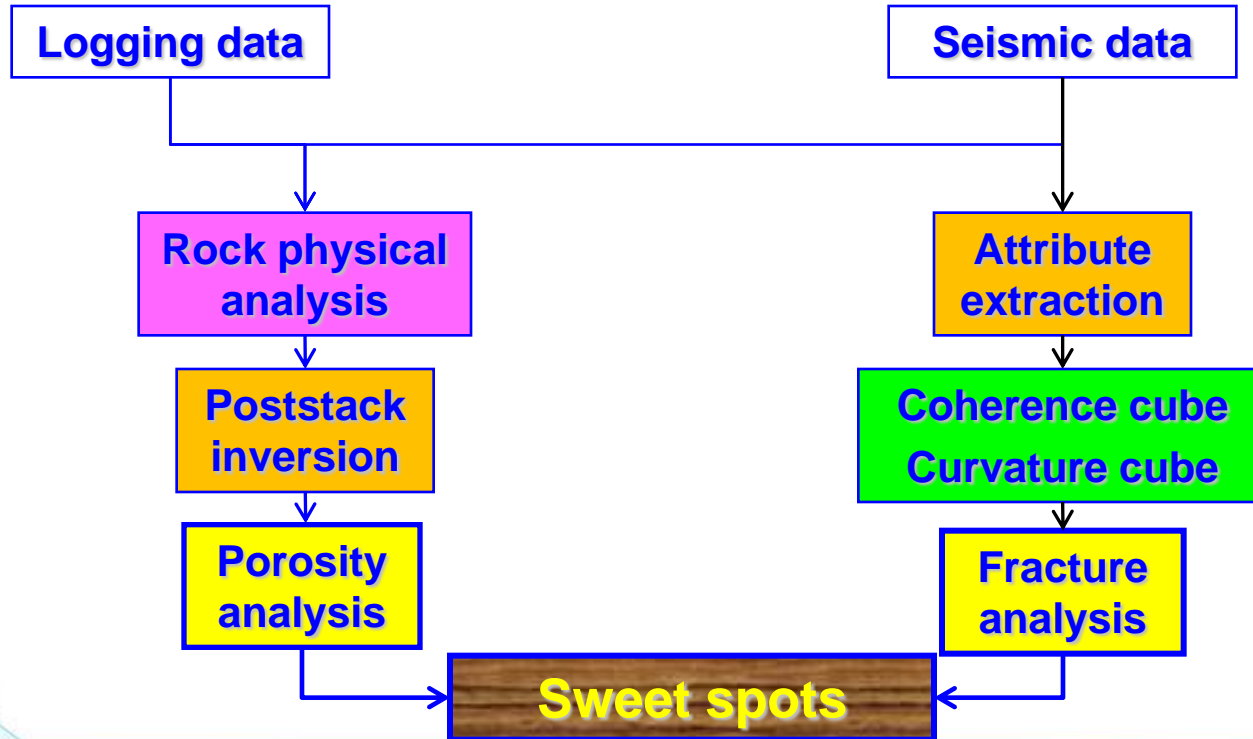 Logging data
Seismic data
Rock physical
analysis
Attribute
extraction
Poststack
inversion
Coherence cube
Curvature cube
Porosity
analysis
Fracture
analysis
Sweet spots